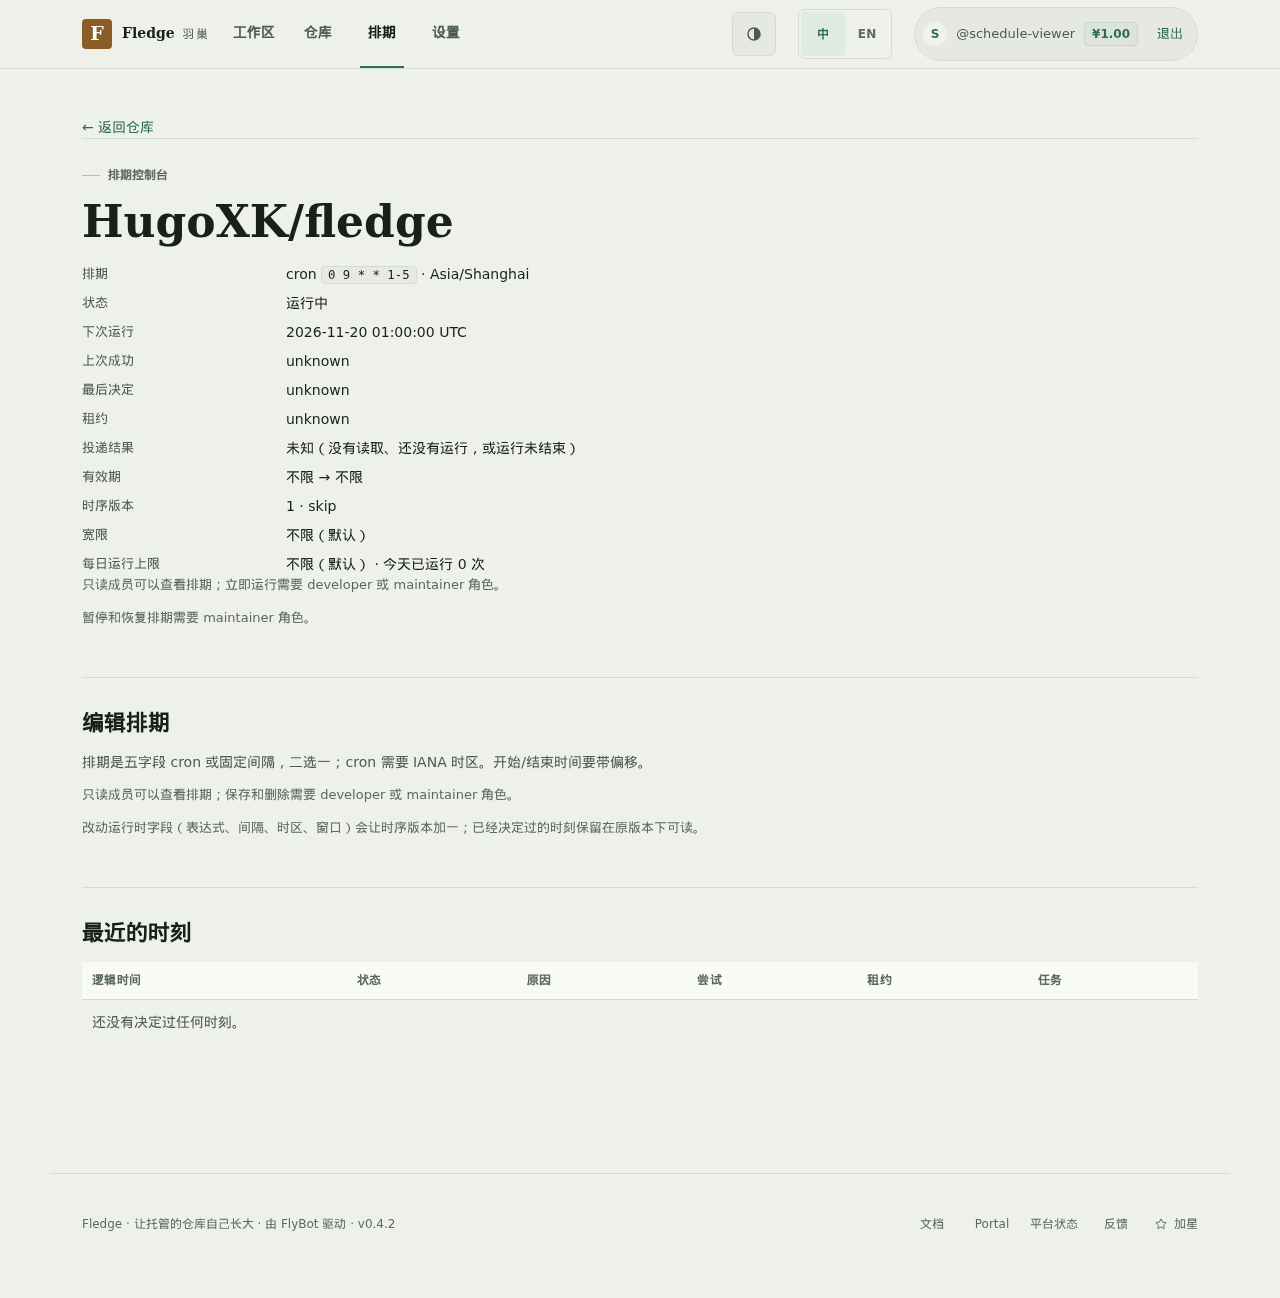 F Fledge 羽巢 工作区 仓库 排期 设置 中 EN S @schedule-viewer ¥1.00 退出
← 返回仓库
排期控制台
HugoXK/fledge
排期 cron 0 9 * * 1-5 · Asia/Shanghai
状态 运行中
下次运行 2026-11-20 01:00:00 UTC
上次成功 unknown
最后决定 unknown
租约 unknown
投递结果 未知（没有读取、还没有运行，或运行未结束）
有效期 不限 → 不限
时序版本 1 · skip
宽限 不限（默认）
每日运行上限 不限（默认） · 今天已运行 0 次
只读成员可以查看排期；立即运行需要 developer 或 maintainer 角色。
暂停和恢复排期需要 maintainer 角色。
编辑排期
排期是五字段 cron 或固定间隔，二选一；cron 需要 IANA 时区。开始/结束时间要带偏移。
只读成员可以查看排期；保存和删除需要 developer 或 maintainer 角色。
改动运行时字段（表达式、间隔、时区、窗口）会让时序版本加一；已经决定过的时刻保留在原版本下可读。
最近的时刻
逻辑时间 状态 原因 尝试 租约 任务
还没有决定过任何时刻。
Fledge · 让托管的仓库自己长大 · 由 FlyBot 驱动 · v0.4.2 文档 Portal 平台状态 反馈 ☆ 加星